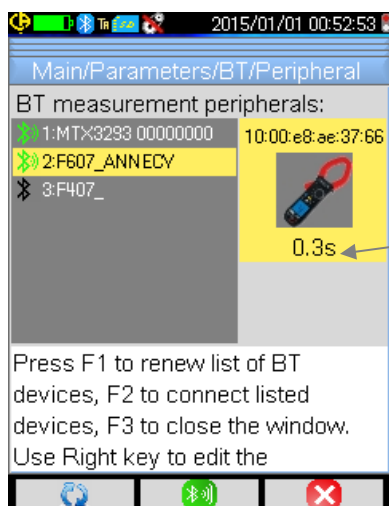 2015/01/01 00:52:53
Main/Parameters/BT/Peripheral
BT measurement peripherals:
1:MTX3293 00000000
2:F607_ANNECY
3:F407_
10:00:e8:ae:37:66
0.3s
Press F1 to renew list of BT
devices, F2 to connect listed
devices, F3 to close the window.
Use Right key to edit the